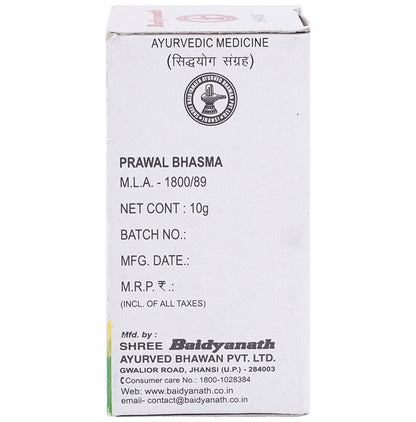 AYURVEDIC MEDICINE
(सिद्धयोग संग्रह)
PRAWAL BHASMA
M.L.A. - 1800/89
NET CONT : 10g
BATCH NO.:
MFG. DATE.:
M.R.P. ₹.:
(INCL. OF ALL TAXES)
Mfd. by :
SHREE Baidyanath
AYURVED BHAWAN PVT. LTD.
GWALIOR ROAD, JHANSI (U.P.) - 284003
Consumer care No.: 1800-1028384
Web: www.baidyanath.co.in
email- contact@baidyanath.co.in